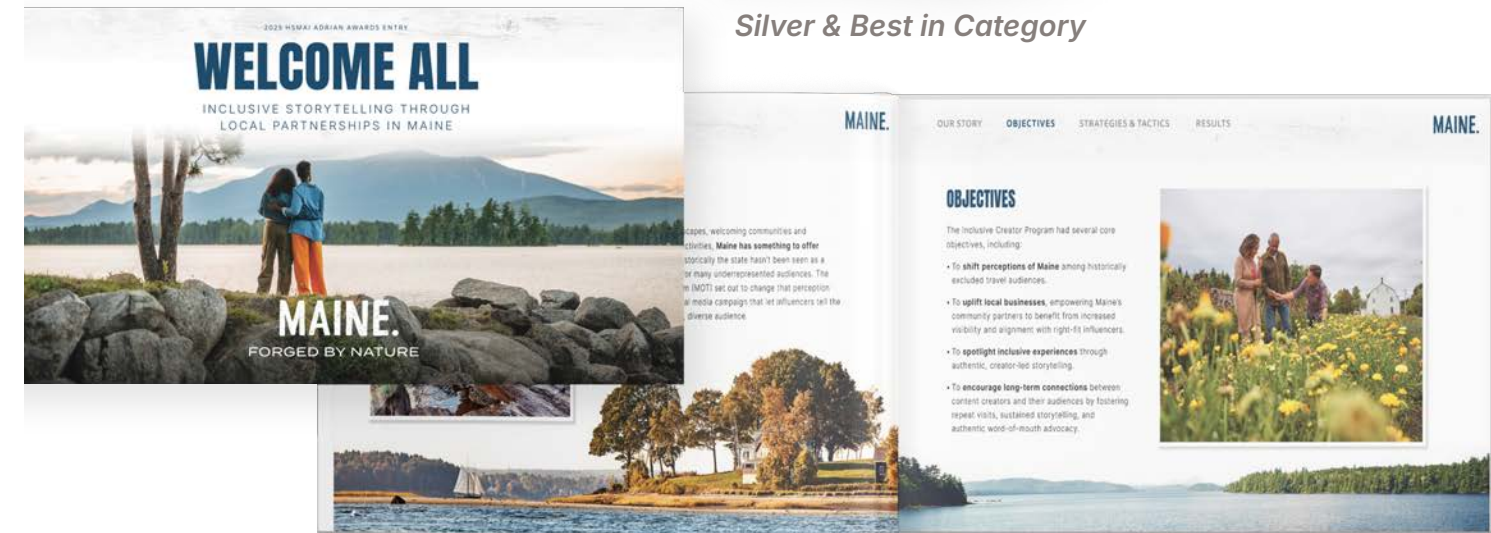 Silver & Best in Category
2025 HSMAI ADRIAN AWARDS ENTRY
WELCOME ALL
INCLUSIVE STORYTELLING THROUGH
LOCAL PARTNERSHIPS IN MAINE
MAINE.
FORGED BY NATURE
MAINE.
scapes, welcoming communities and
ctivities, Maine has something to offer
storically the state hasn't been seen as a
or many underrepresented audiences. The
m (MOT) set out to change that perception
al media campaign that let influencers tell the
diverse audience.
OUR STORY OBJECTIVES STRATEGIES & TACTICS RESULTS
MAINE.
OBJECTIVES
The Inclusive Creator Program had several core
objectives, including:
• To shift perceptions of Maine among historically
excluded travel audiences.
• To uplift local businesses, empowering Maine's
community partners to benefit from increased
visibility and alignment with right-fit influencers.
• To spotlight inclusive experiences through
authentic, creator-led storytelling.
• To encourage long-term connections between
content creators and their audiences by fostering
repeat visits, sustained storytelling, and
authentic word-of-mouth advocacy.